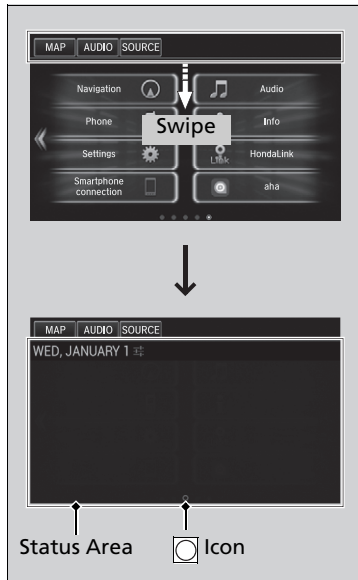 MAP AUDIO SOURCE
Navigation Audio
Phone Info
Swipe
Settings HondaLink
Link
Smartphone connection aha
MAP AUDIO SOURCE
WED, JANUARY 1
Status Area Icon